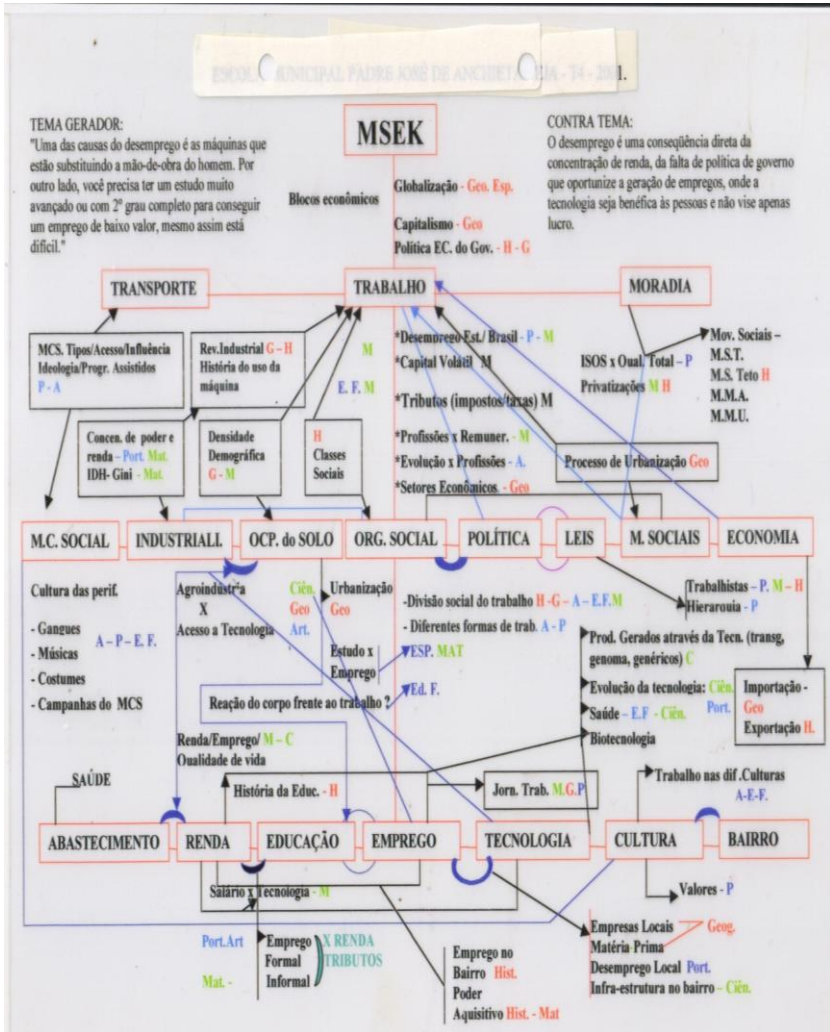 ESCOLA MUNICIPAL PADRE JOSÉ DE ANCHIETA - EJA - T4 - 2001.
TEMA GERADOR:
"Uma das causas do desemprego é as máquinas que
estão substituindo a mão-de-obra do homem. Por
outro lado, você precisa ter um estudo muito
avançado ou com 2º grau completo para conseguir
um emprego de baixo valor, mesmo assim está
difícil."
MSEK
CONTRA TEMA:
O desemprego é uma conseqüência direta da
concentração de renda, da falta de política de governo
que oportunize a geração de empregos, onde a
tecnologia seja benéfica às pessoas e não vise apenas
lucro.
Blocos econômicos
Globalização - Geo. Esp.
Capitalismo - Geo
Política EC. do Gov. - H - G
TRANSPORTE
TRABALHO
MORADIA
MCS. Tipos/Acesso/Influência
Ideologia/Progr. Assistidos
P - A
Rev.Industrial G – H
História do uso da
máquina
M
E. F. M
*Desemprego Est./ Brasil - P - M
*Capital Volátil M
*Tributos (impostos/taxas) M
*Profissões x Remuner. - M
*Evolução x Profissões – A.
*Setores Econômicos. - Geo
ISOS x Qual. Total – P
Privatizações M H
Mov. Sociais –
M.S.T.
M.S. Teto H
M.M.A.
M.M.U.
Concen. de poder e
renda – Port. Mat.
IDH- Gini – Mat.
Densidade
Demográfica
G - M
H
Classes
Sociais
Processo de Urbanização Geo
M.C. SOCIAL
INDUSTRIALI.
OCP. do SOLO
ORG. SOCIAL
POLÍTICA
LEIS
M. SOCIAIS
ECONOMIA
Cultura das perif.
- Gangues
- Músicas
- Costumes
- Campanhas do MCS
A – P – E. F.
Agroindústria
X
Acesso a Tecnologia
Ciên.
Geo
Art.
Urbanização
Geo
-Divisão social do trabalho H -G – A – E.F.M
- Diferentes formas de trab. A - P
Trabalhistas – P. M – H
Hierarquia - P
Estudo x
Emprego
ESP. MAT
Reação do corpo frente ao trabalho ?
Ed. F.
Prod. Gerados através da Tecn. (transg,
genoma, genéricos) C
Evolução da tecnologia: Ciên.
Saúde – E.F - Ciên. Port.
Biotecnologia
Importação -
Geo
Exportação H.
Renda/Emprego/ M – C
Qualidade de vida
SAÚDE
História da Educ. - H
Jorn. Trab. M.G.P
Trabalho nas dif .Culturas
A-E-F.
ABASTECIMENTO
RENDA
EDUCAÇÃO
EMPREGO
TECNOLOGIA
CULTURA
BAIRRO
Salário x Tecnologia - M
Valores - P
Port.Art
Mat. -
Emprego
Formal
Informal
X RENDA
TRIBUTOS
Emprego no
Bairro Hist.
Poder
Aquisitivo Hist. - Mat
Empresas Locais
Matéria-Prima
Geog.
Desemprego Local Port.
Infra-estrutura no bairro – Ciên.